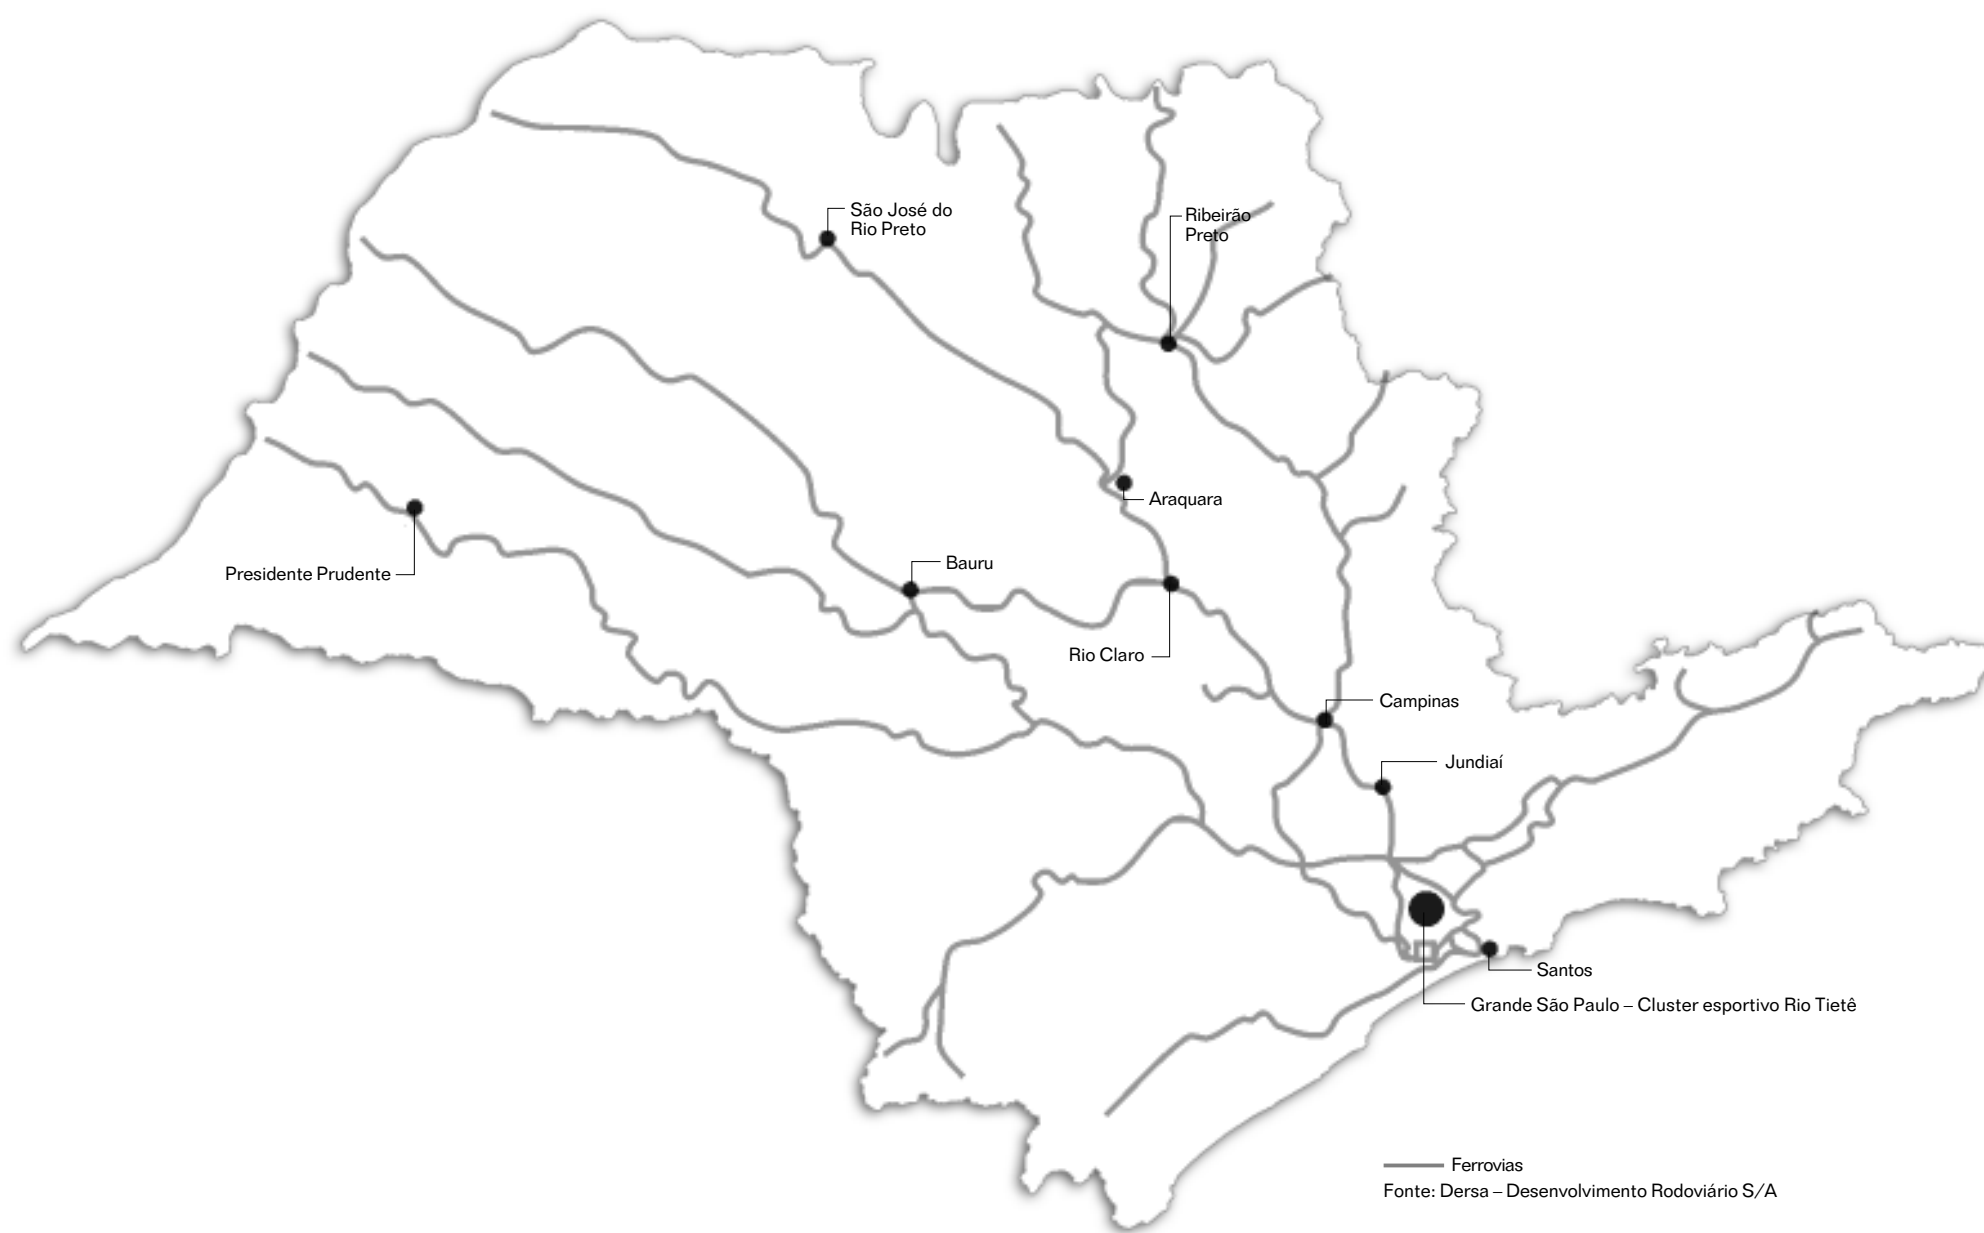 São José do
Rio Preto
Ribeirão
Preto
Araquara
Bauru
Presidente Prudente
Rio Claro
Campinas
Jundiaí
Santos
Grande São Paulo – Cluster esportivo Rio Tietê
Ferrovias
Fonte: Dersa – Desenvolvimento Rodoviário S/A